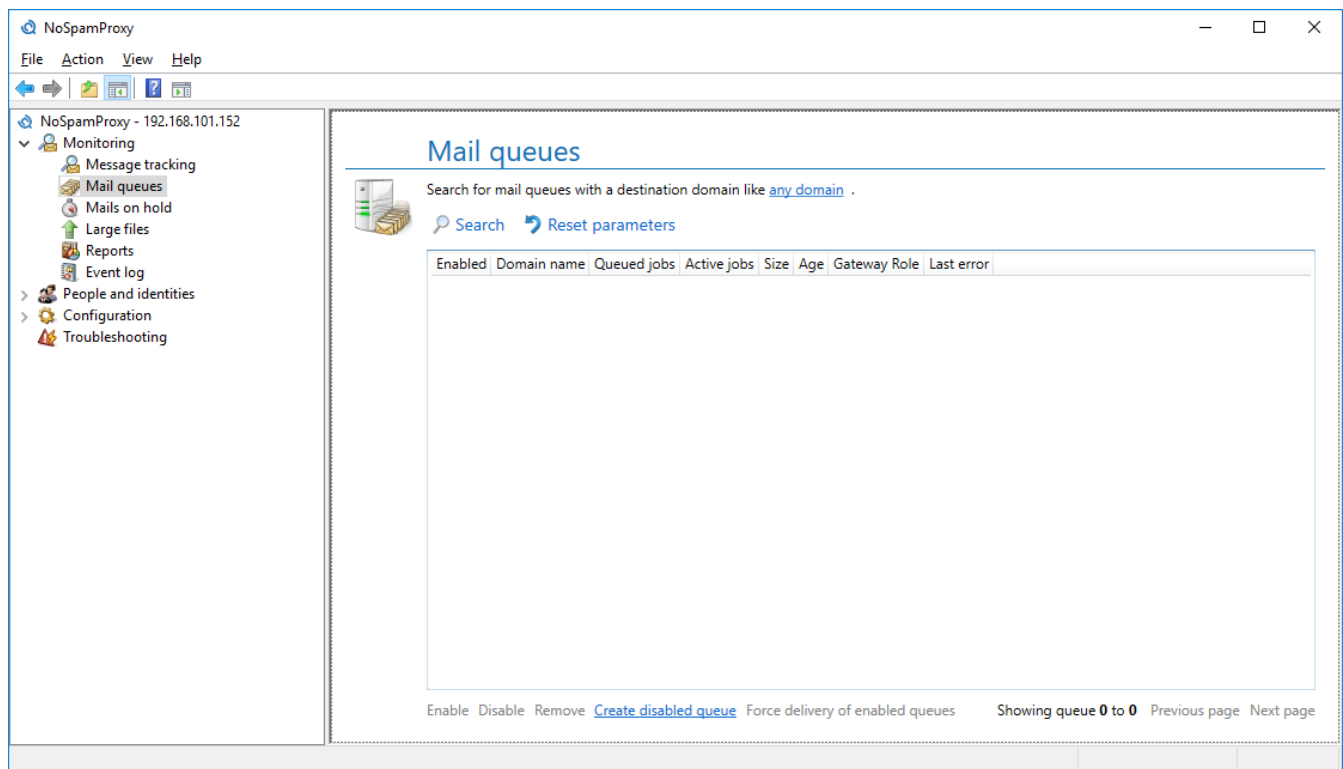 NoSpamProxy
File Action View Help
NoSpamProxy - 192.168.101.152
Monitoring
Message tracking
Mail queues
Mails on hold
Large files
Reports
Event log
People and identities
Configuration
Troubleshooting
Mail queues
Search for mail queues with a destination domain like any domain .
Search Reset parameters
Enabled Domain name Queued jobs Active jobs Size Age Gateway Role Last error
Enable Disable Remove Create disabled queue Force delivery of enabled queues Showing queue 0 to 0 Previous page Next page